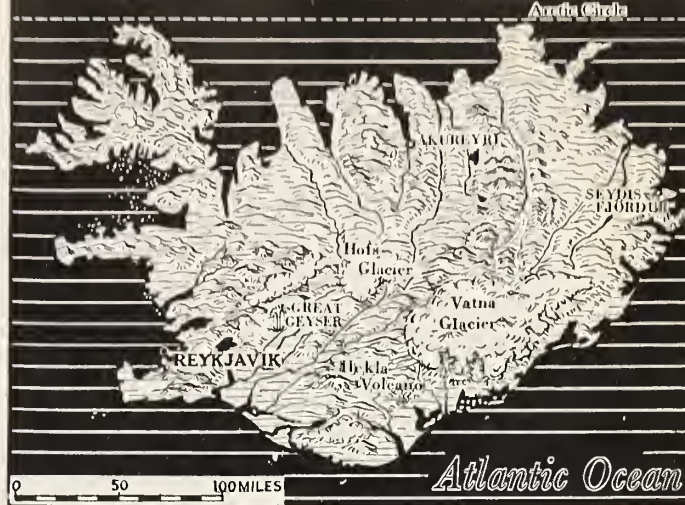 Arctic Circle
AKUREYRI
SEYDIS
FJORDUR
Hofs
Glacier
Vatna
Glacier
GREAT
GEYSER
REYKJAVIK
Volcano
Atlantic Ocean
0 50 100 MILES